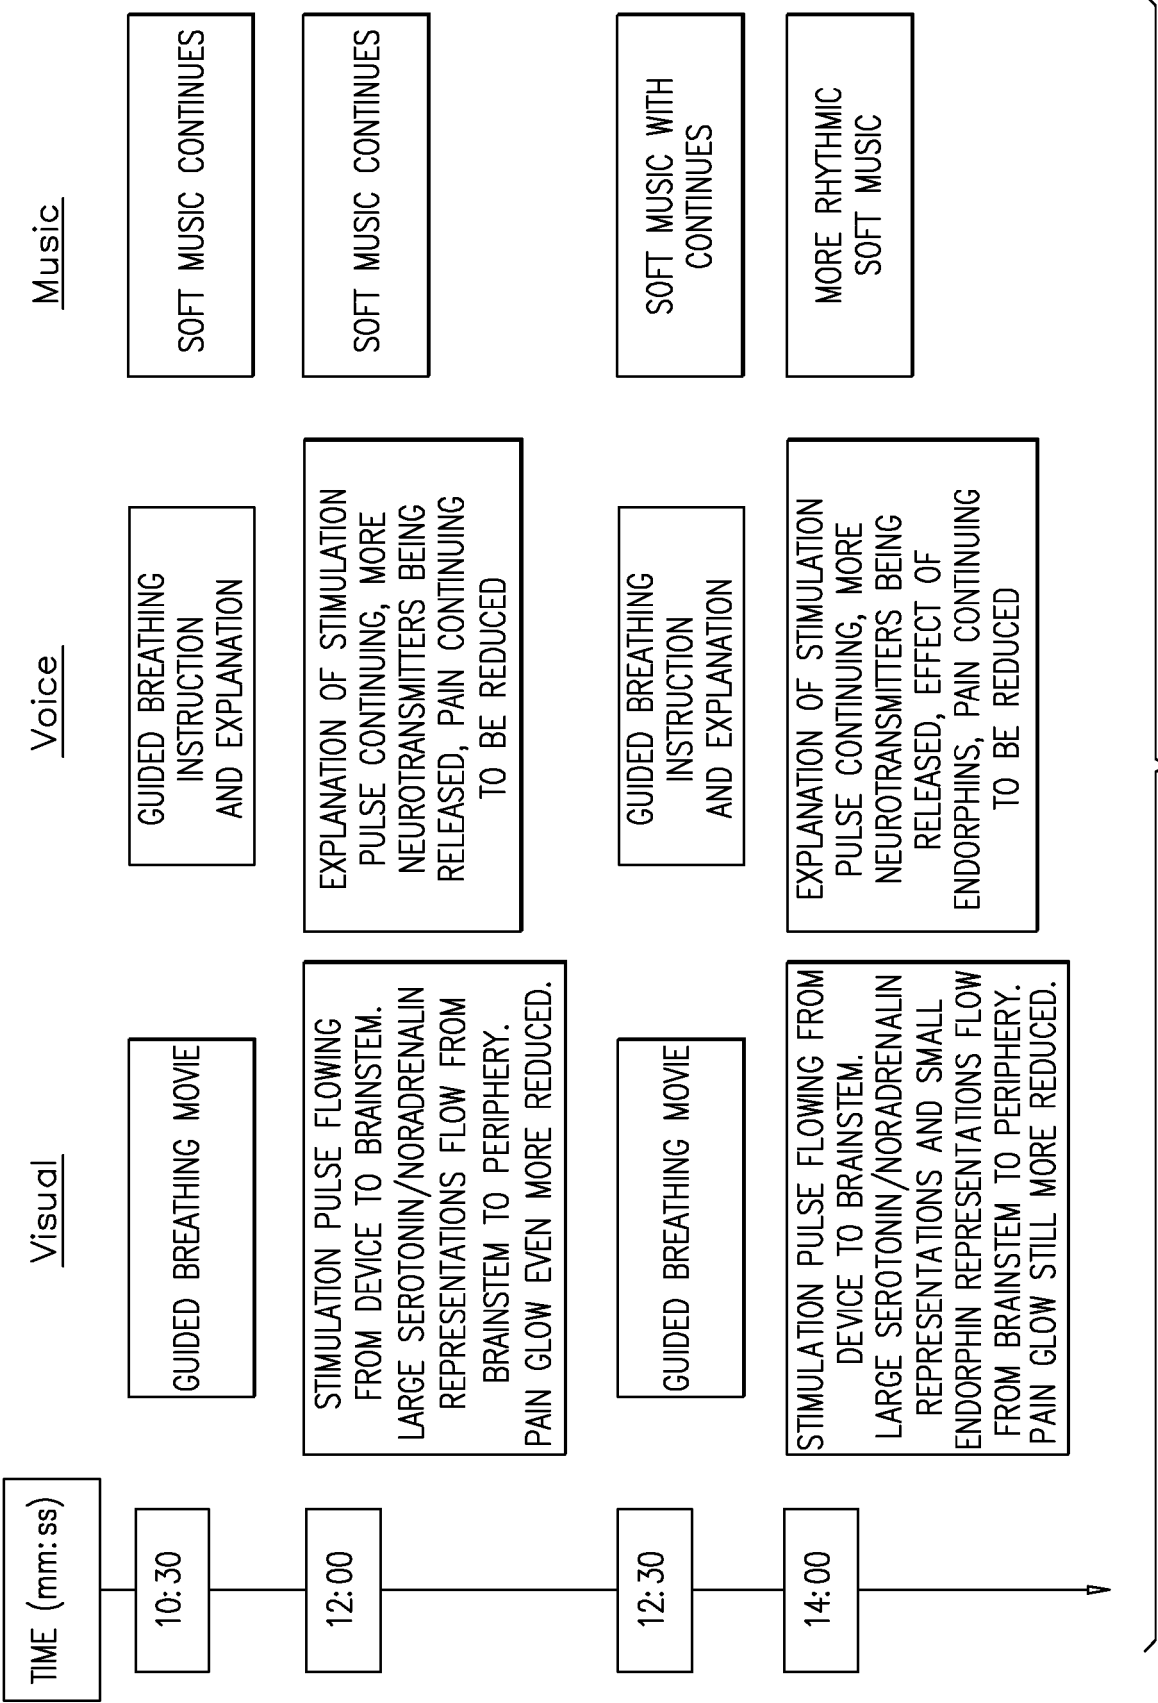 TIME (mm:ss)
Visual
Voice
Music
10:30
GUIDED BREATHING MOVIE
GUIDED BREATHING
INSTRUCTION
AND EXPLANATION
SOFT MUSIC CONTINUES
12:00
STIMULATION PULSE FLOWING
FROM DEVICE TO BRAINSTEM.
LARGE SEROTONIN/NORADRENALIN
REPRESENTATIONS FLOW FROM
BRAINSTEM TO PERIPHERY.
PAIN GLOW EVEN MORE REDUCED.
EXPLANATION OF STIMULATION
PULSE CONTINUING, MORE
NEUROTRANSMITTERS BEING
RELEASED, PAIN CONTINUING
TO BE REDUCED
SOFT MUSIC CONTINUES
12:30
GUIDED BREATHING MOVIE
GUIDED BREATHING
INSTRUCTION
AND EXPLANATION
SOFT MUSIC WITH
CONTINUES
14:00
STIMULATION PULSE FLOWING FROM
DEVICE TO BRAINSTEM.
LARGE SEROTONIN/NORADRENALIN
REPRESENTATIONS AND SMALL
ENDORPHIN REPRESENTATIONS FLOW
FROM BRAINSTEM TO PERIPHERY.
PAIN GLOW STILL MORE REDUCED.
EXPLANATION OF STIMULATION
PULSE CONTINUING, MORE
NEUROTRANSMITTERS BEING
RELEASED, EFFECT OF
ENDORPHINS, PAIN CONTINUING
TO BE REDUCED
MORE RHYTHMIC
SOFT MUSIC